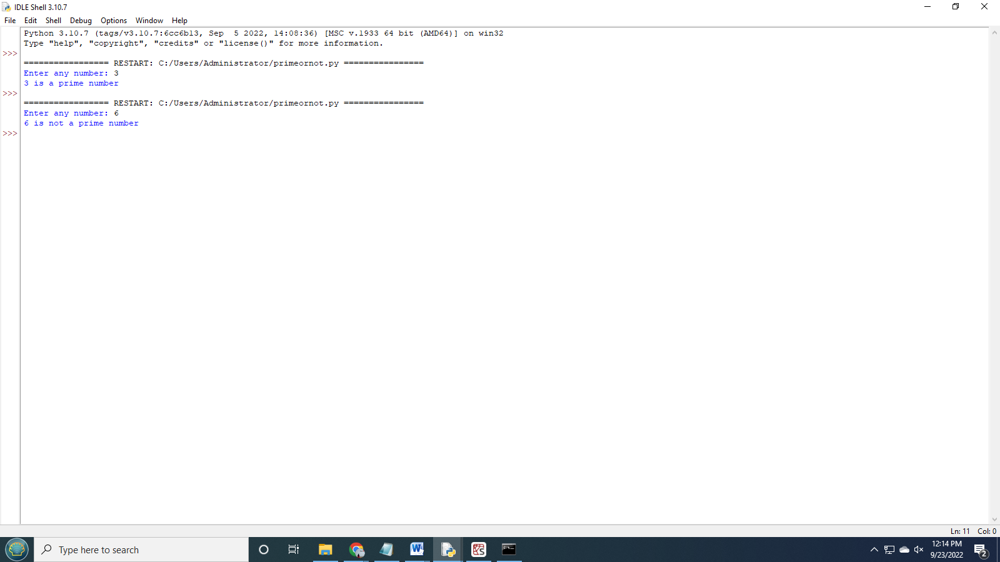 IDLE Shell 3.10.7
File Edit Shell Debug Options Window Help
Python 3.10.7 (tags/v3.10.7:6cc6b13, Sep  5 2022, 14:08:36) [MSC v.1933 64 bit (AMD64)] on win32
Type "help", "copyright", "credits" or "license()" for more information.
>>>
================= RESTART: C:/Users/Administrator/primeornot.py ================
Enter any number: 3
3 is a prime number
>>>
================= RESTART: C:/Users/Administrator/primeornot.py ================
Enter any number: 6
6 is not a prime number
>>>
Ln: 11 Col: 0
Type here to search
12:14 PM
9/23/2022
2